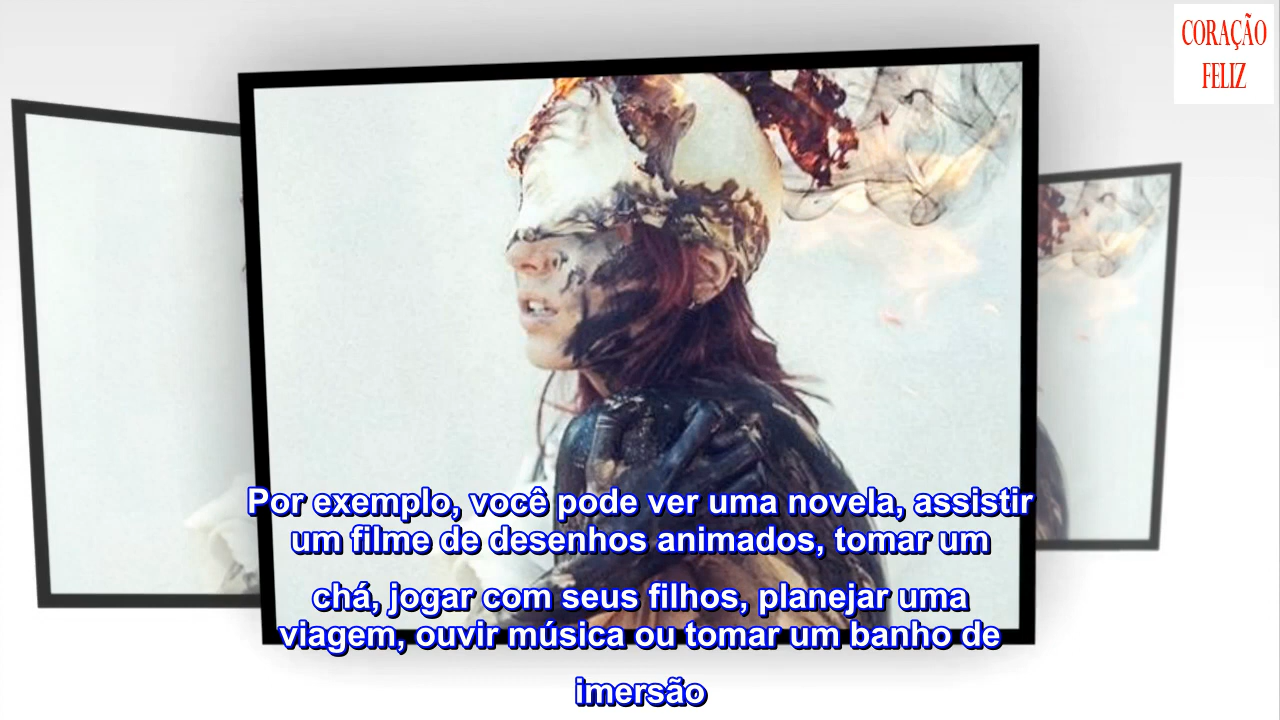 CORAÇÃO
FELIZ
Por exemplo, você pode ver uma novela, assistir
um filme de desenhos animados, tomar um
chá, jogar com seus filhos, planejar uma
viagem, ouvir música ou tomar um banho de
imersão